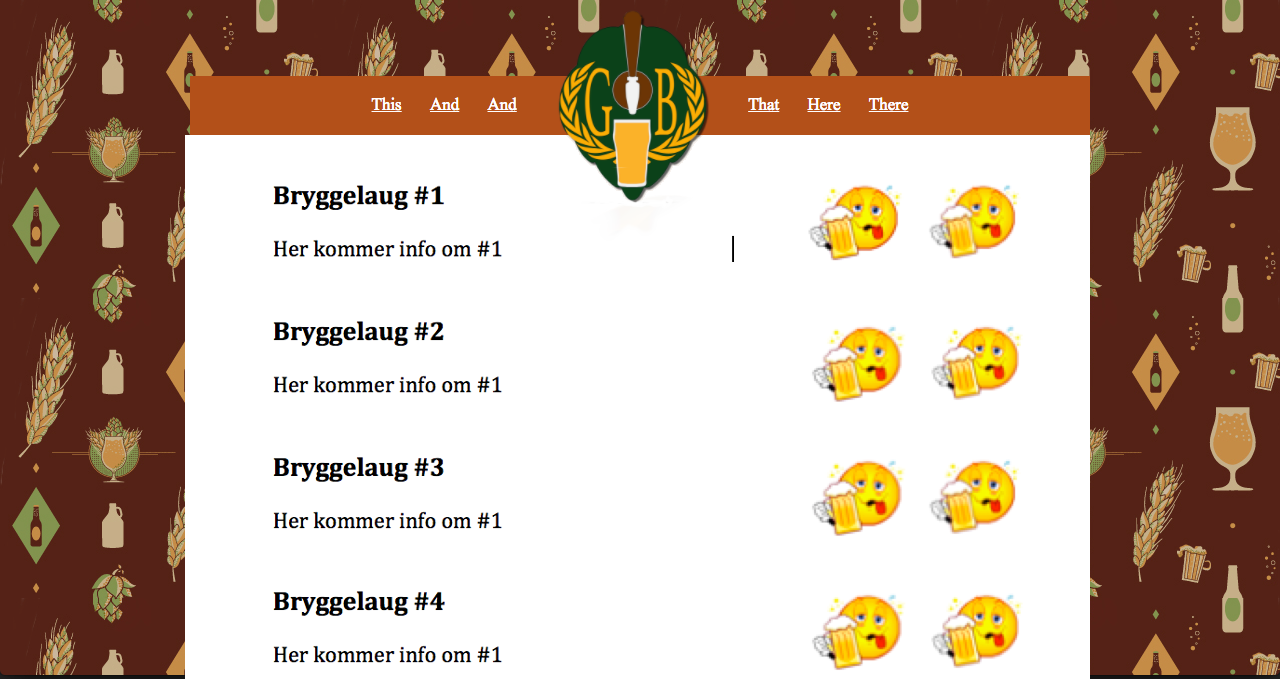 This And And That Here There
G B
Bryggelaug #1
Her kommer info om #1
Bryggelaug #2
Her kommer info om #1
Bryggelaug #3
Her kommer info om #1
Bryggelaug #4
Her kommer info om #1